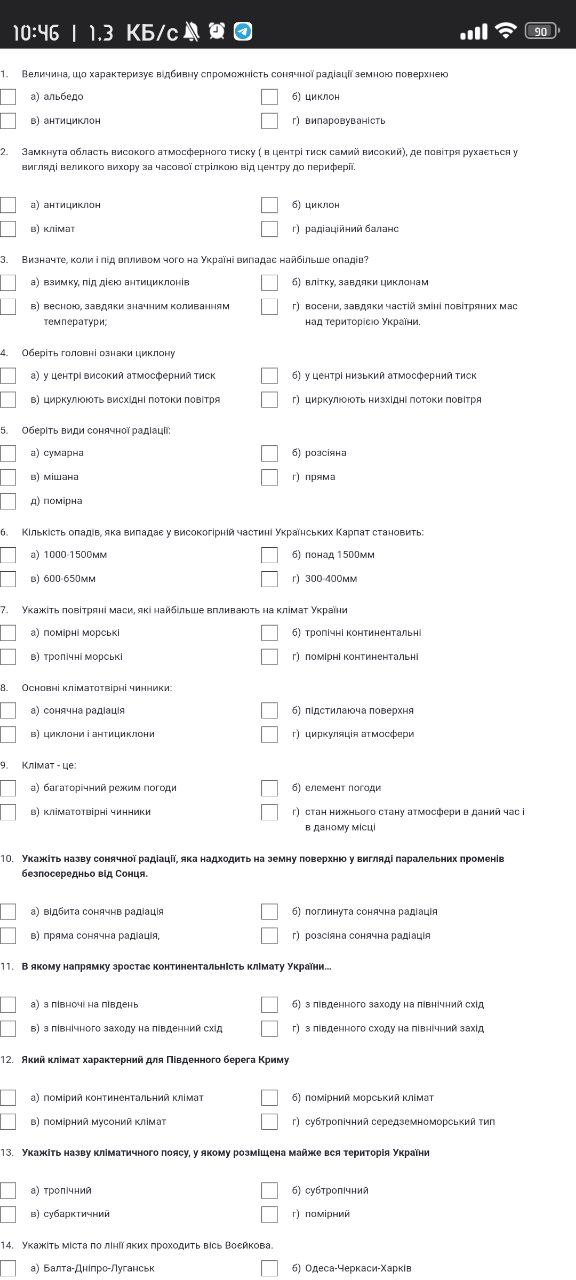 10:46 | 1,3 КБ/с
90
1. Величина, що характеризує відбивну спроможність сонячної радіації земною поверхнею
а) альбедо б) циклон
в) антициклон г) випаровуваність
2. Замкнута область високого атмосферного тиску ( в центрі тиск самий високий), де повітря рухається у
вигляді великого вихору за часової стрілкою від центру до периферії.
а) антициклон б) циклон
в) клімат г) радіаційний баланс
3. Визначте, коли і під впливом чого на Україні випадає найбільше опадів?
а) взимку, під дією антициклонів б) влітку, завдяки циклонам
в) весною, завдяки значним коливанням г) восени, завдяки частій зміні повітряних мас
температури; над територією України.
4. Оберіть головні ознаки циклону
а) у центрі високий атмосферний тиск б) у центрі низький атмосферний тиск
в) циркулюють висхідні потоки повітря г) циркулюють низхідні потоки повітря
5. Оберіть види сонячної радіації:
а) сумарна б) розсіяна
в) мішана г) пряма
д) помірна
6. Кількість опадів, яка випадає у високогірній частині Українських Карпат становить:
а) 1000-1500мм б) понад 1500мм
в) 600-650мм г) 300-400мм
7. Укажіть повітряні маси, які найбільше впливають на клімат України
а) помірні морські б) тропічні континентальні
в) тропічні морські г) помірні континентальні
8. Основні кліматотвірні чинники:
а) сонячна радіація б) підстилаюча поверхня
в) циклони і антициклони г) циркуляція атмосфери
9. Клімат - це:
а) багаторічний режим погоди б) елемент погоди
в) кліматотвірні чинники г) стан нижнього стану атмосфери в даний час і
в даному місці
10. Укажіть назву сонячної радіації, яка надходить на земну поверхню у вигляді паралельних променів
безпосередньо від Сонця.
а) відбита сонячнв радіація б) поглинута сонячна радіація
в) пряма сонячна радіація, г) розсіяна сонячна радіація
11. В якому напрямку зростає континентальність клімату України...
а) з півночі на південь б) з південного заходу на північний схід
в) з північного заходу на південний схід г) з південного сходу на північний захід
12. Який клімат характерний для Південного берега Криму
а) помірий континентальний клімат б) помірний морський клімат
в) помірний мусоний клімат г) субтропічний середземноморський тип
13. Укажіть назву кліматичного поясу, у якому розміщена майже вся територія України
а) тропічний б) субтропічний
в) субарктичний г) помірний
14. Укажіть міста по лінії яких проходить вісь Воєйкова.
а) Балта-Дніпро-Луганськ б) Одеса-Черкаси-Харків